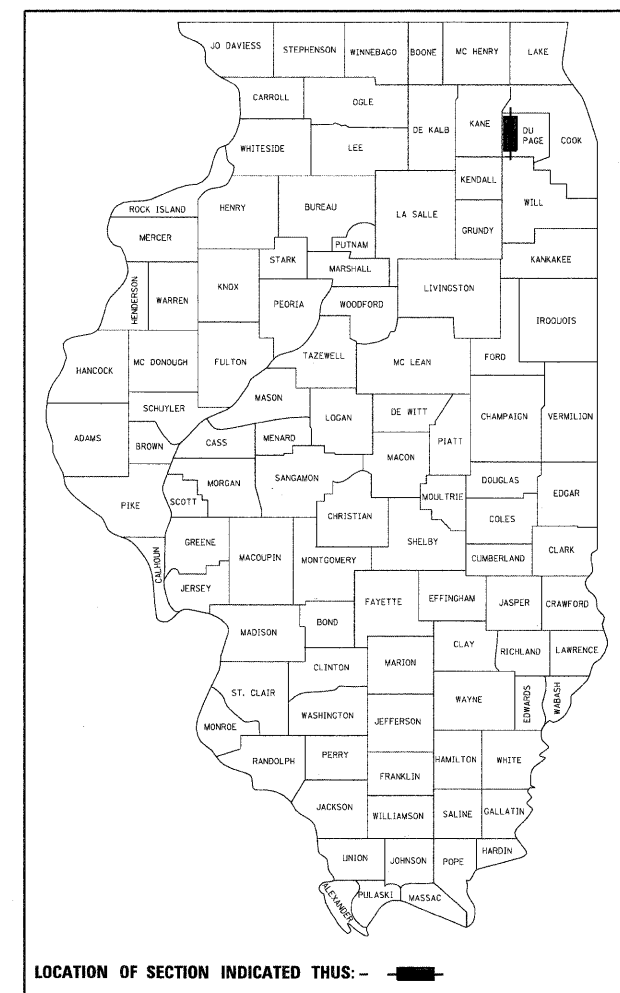 JO DAVIESS
STEPHENSON
WINNEBAGO
BOONE
MC HENRY
LAKE
CARROLL
OGLE
DE KALB
KANE
DU
PAGE
COOK
WHITESIDE
LEE
KENDALL
WILL
ROCK ISLAND
HENRY
BUREAU
LA SALLE
GRUNDY
MERCER
PUTNAM
KANKAKEE
STARK
MARSHALL
HENDERSON
WARREN
KNOX
PEORIA
WOODFORD
LIVINGSTON
IROQUOIS
HANCOCK
MC DONOUGH
FULTON
TAZEWELL
MC LEAN
FORD
MASON
SCHUYLER
LOGAN
DE WITT
CHAMPAIGN
VERMILION
ADAMS
BROWN
CASS
MENARD
MACON
PIATT
MORGAN
SANGAMON
DOUGLAS
EDGAR
PIKE
SCOTT
CHRISTIAN
MOULTRIE
COLES
CALHOUN
GREENE
MACOUPIN
MONTGOMERY
SHELBY
CUMBERLAND
CLARK
JERSEY
FAYETTE
EFFINGHAM
JASPER
CRAWFORD
MADISON
BOND
CLAY
RICHLAND
LAWRENCE
CLINTON
MARION
ST. CLAIR
WAYNE
EDWARDS
WABASH
MONROE
WASHINGTON
JEFFERSON
RANDOLPH
PERRY
HAMILTON
WHITE
FRANKLIN
JACKSON
WILLIAMSON
SALINE
GALLATIN
UNION
JOHNSON
POPE
HARDIN
ALEXANDER
PULASKI
MASSAC
LOCATION OF SECTION INDICATED THUS: -